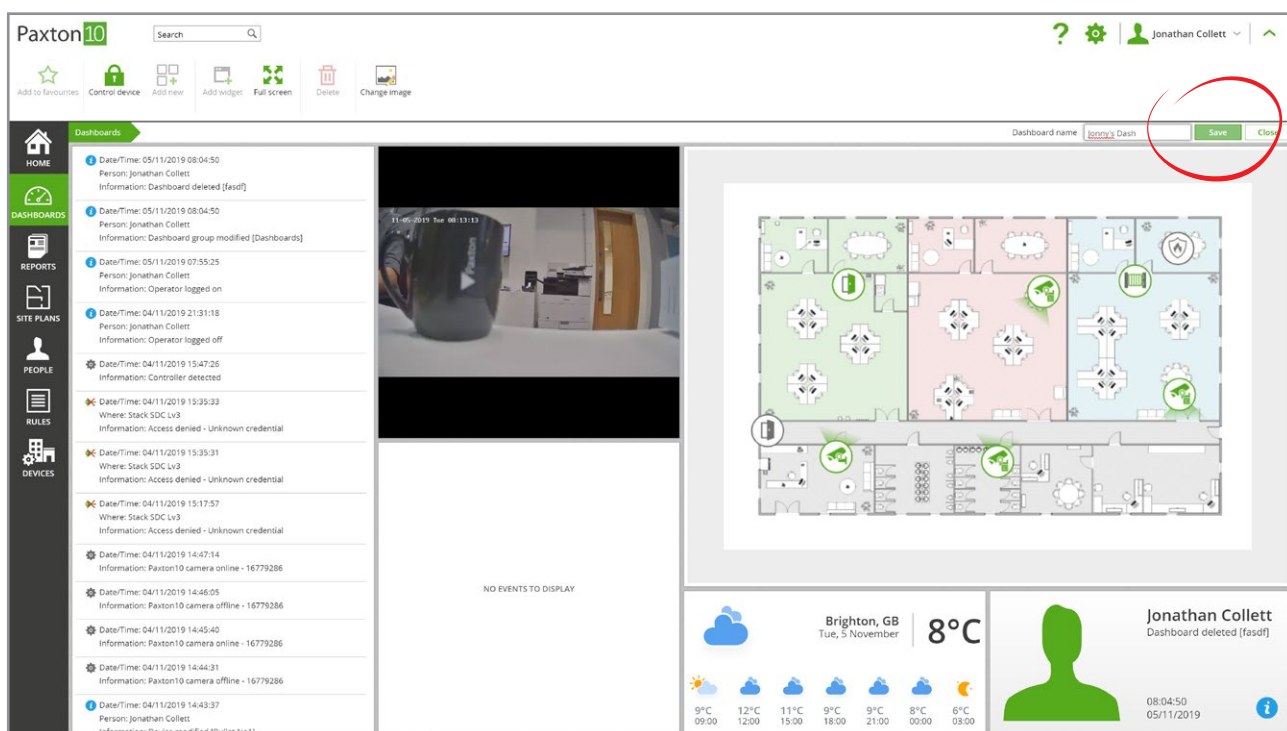 Paxton10
Search
Jonathan Collett
Add to favourites
Control device
Add new
Add widget
Full screen
Delete
Change image
Dashboards
Dashboard name
Jonny's Dash
Save
Close
HOME
DASHBOARDS
REPORTS
SITE PLANS
PEOPLE
RULES
DEVICES
Date/Time: 05/11/2019 08:04:50
Person: Jonathan Collett
Information: Dashboard deleted [fasdf]
Date/Time: 05/11/2019 08:04:50
Person: Jonathan Collett
Information: Dashboard group modified [Dashboards]
Date/Time: 05/11/2019 07:55:25
Person: Jonathan Collett
Information: Operator logged on
Date/Time: 04/11/2019 21:31:18
Person: Jonathan Collett
Information: Operator logged off
Date/Time: 04/11/2019 15:47:26
Information: Controller detected
Date/Time: 04/11/2019 15:35:33
Where: Stack SDC Lv3
Information: Access denied - Unknown credential
Date/Time: 04/11/2019 15:35:31
Where: Stack SDC Lv3
Information: Access denied - Unknown credential
Date/Time: 04/11/2019 15:17:57
Where: Stack SDC Lv3
Information: Access denied - Unknown credential
Date/Time: 04/11/2019 14:47:14
Information: Paxton10 camera online - 16779286
Date/Time: 04/11/2019 14:46:05
Information: Paxton10 camera offline - 16779286
Date/Time: 04/11/2019 14:45:40
Information: Paxton10 camera online - 16779286
Date/Time: 04/11/2019 14:44:31
Information: Paxton10 camera offline - 16779286
Date/Time: 04/11/2019 14:43:37
Person: Jonathan Collett
11-05-2019 Tue 08:13:13
Paxton
NO EVENTS TO DISPLAY
Brighton, GB
Tue, 5 November
8°C
9°C 12°C 11°C 9°C 9°C 8°C 6°C
09:00 12:00 15:00 18:00 21:00 00:00 03:00
Jonathan Collett
Dashboard deleted [fasdf]
08:04:50
05/11/2019